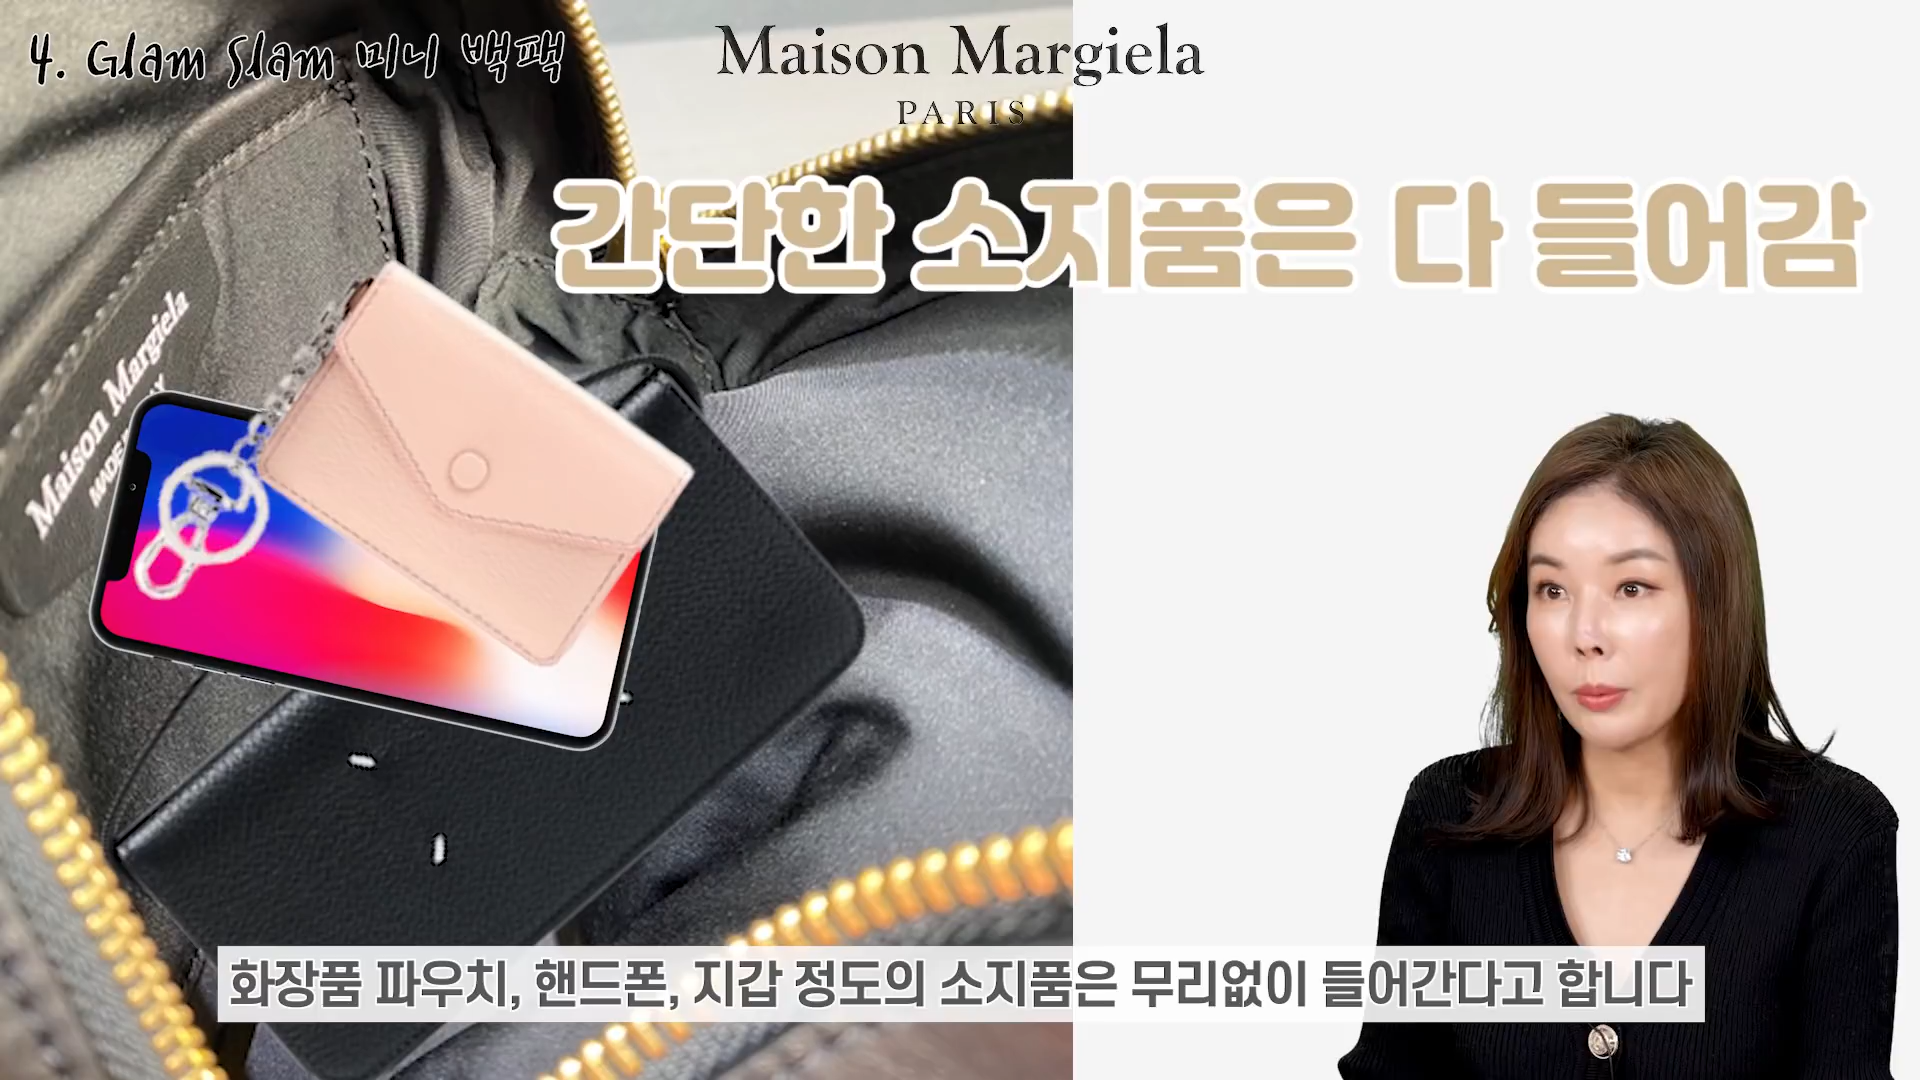 4. Glam Slam 미니 백팩
Maison Margiela
PARIS
간단한 소지품은 다 들어감
Maison Margiela
화장품 파우치, 핸드폰, 지갑 정도의 소지품은 무리없이 들어간다고 합니다